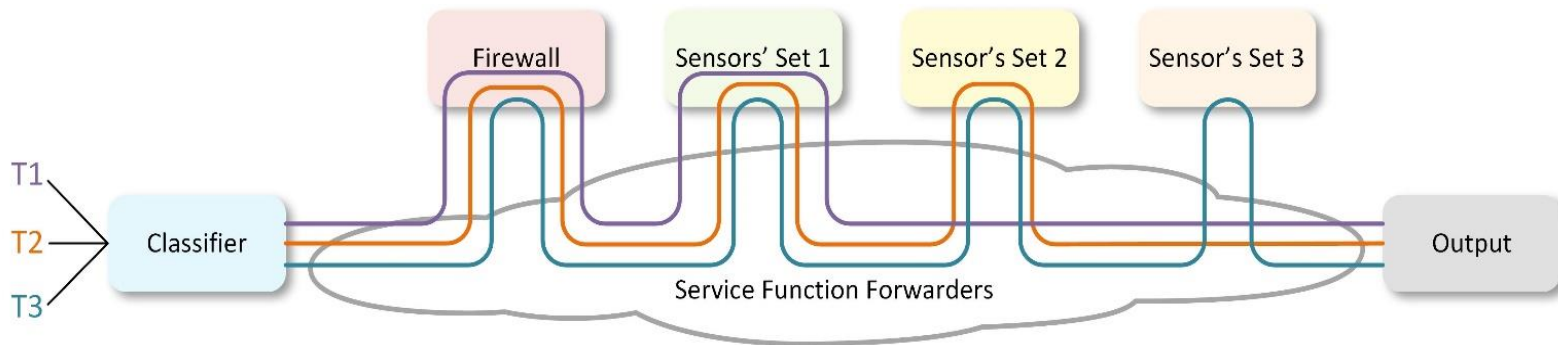 Firewall
Sensors’ Set 1
Sensor’s Set 2
Sensor’s Set 3
T1
T2
T3
Classifier
Service Function Forwarders
Output